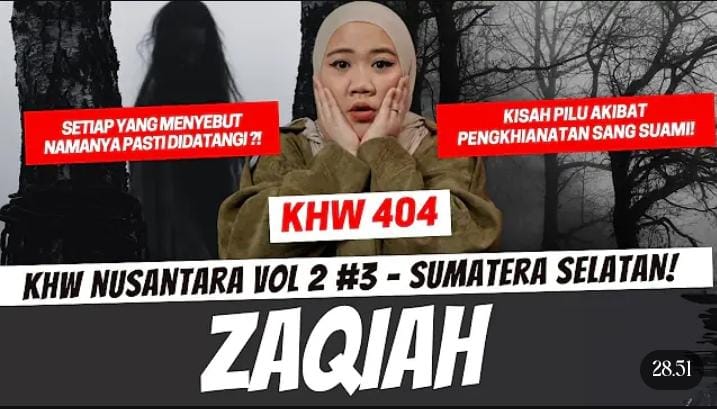 SETIAP YANG MENYEBUT
NAMANYA PASTI DIDATANGI ?!
KISAH PILU AKIBAT
PENGKHIANATAN SANG SUAMI!
KHW 404
KHW NUSANTARA VOL 2 #3 - SUMATERA SELATAN!
ZAQIAH
28.51